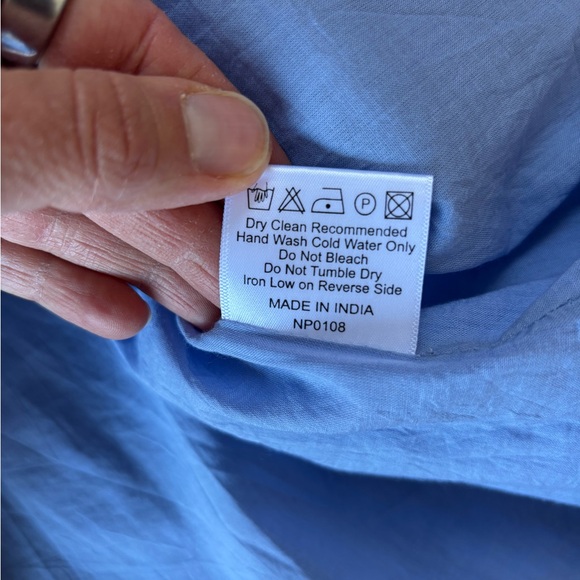 P
Dry Clean Recommended
Hand Wash Cold Water Only
Do Not Bleach
Do Not Tumble Dry
Iron Low on Reverse Side
MADE IN INDIA
NP0108